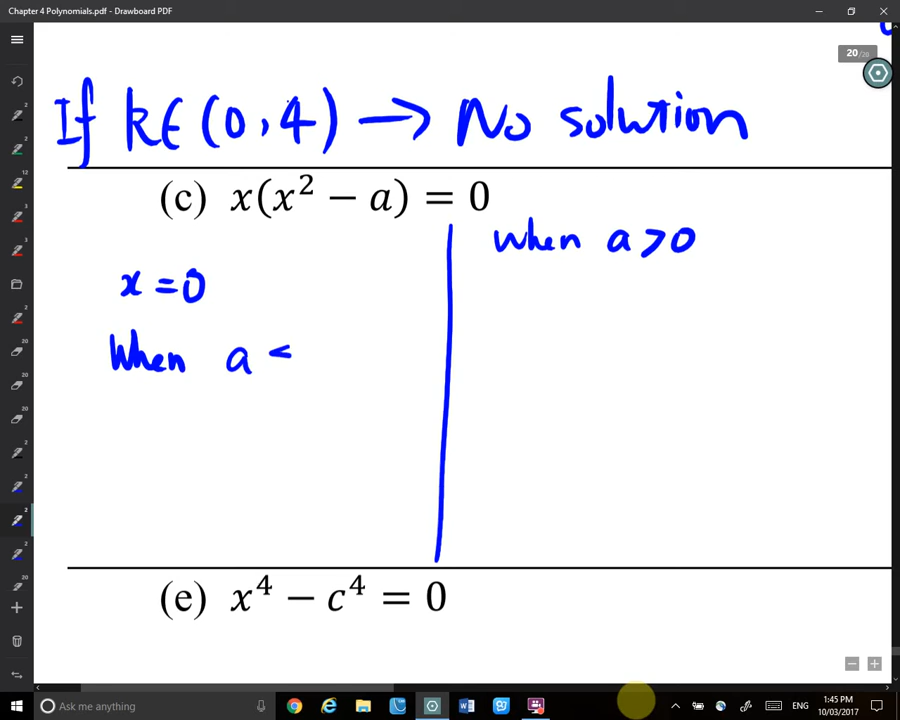 Chapter 4 Polynomials.pdf - Drawboard PDF
20/26
If k∈(0,4) → No solution
(c) x(x² − a) = 0
When a>0
x=0
When a <
(e) x⁴ − c⁴ = 0
Ask me anything
ENG
1:45 PM
10/03/2017